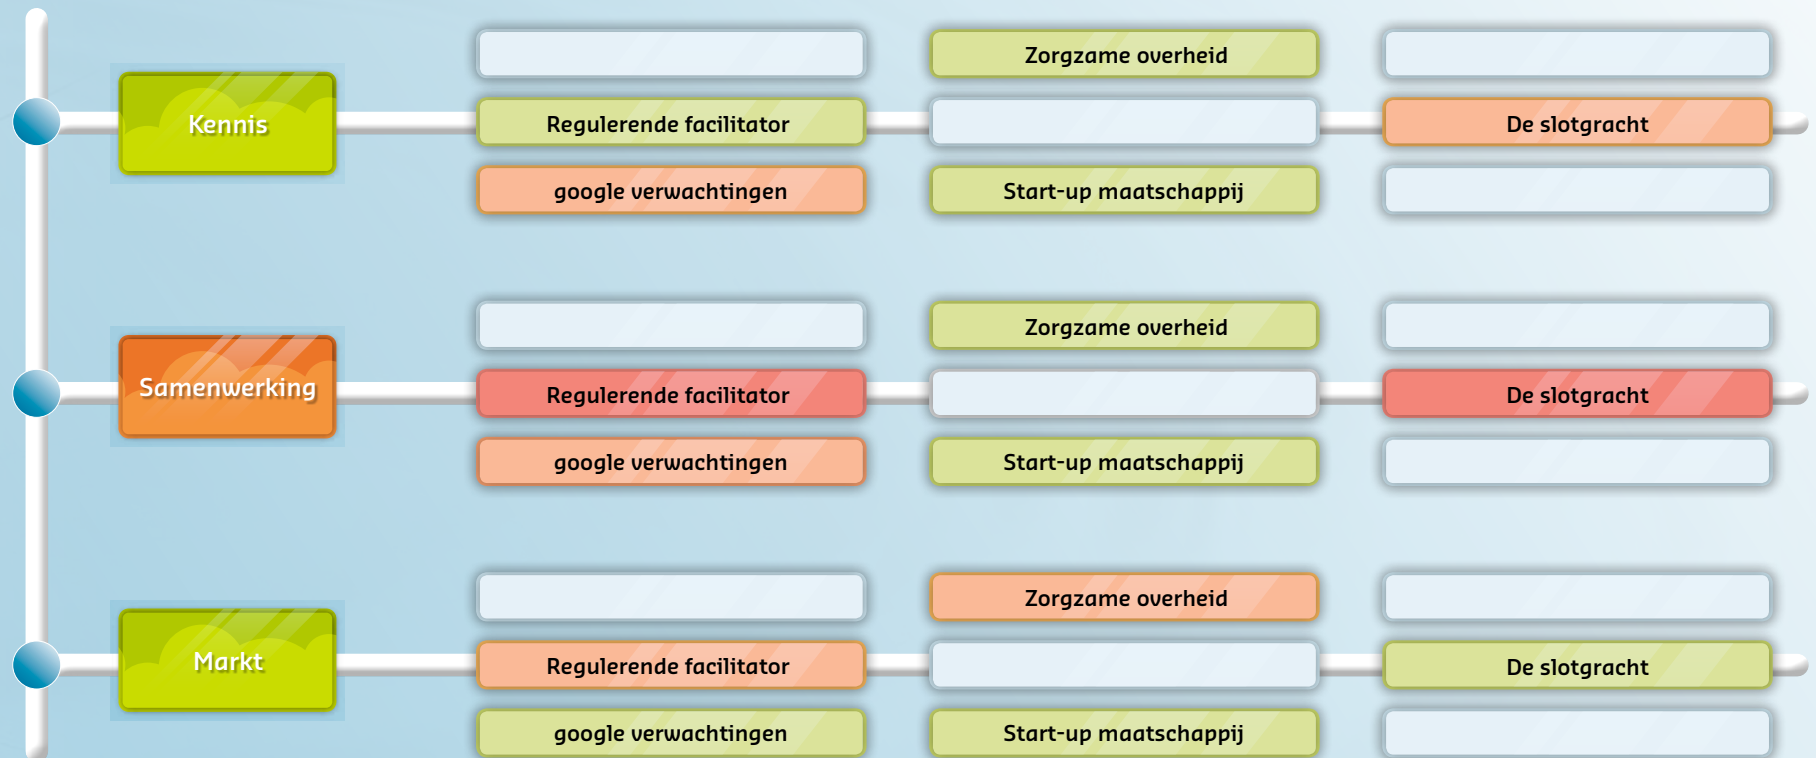 Zorgzame overheid
Kennis
Regulerende facilitator
De slotgracht
google verwachtingen
Start-up maatschappij
Zorgzame overheid
Samenwerking
Regulerende facilitator
De slotgracht
google verwachtingen
Start-up maatschappij
Zorgzame overheid
Markt
Regulerende facilitator
De slotgracht
google verwachtingen
Start-up maatschappij